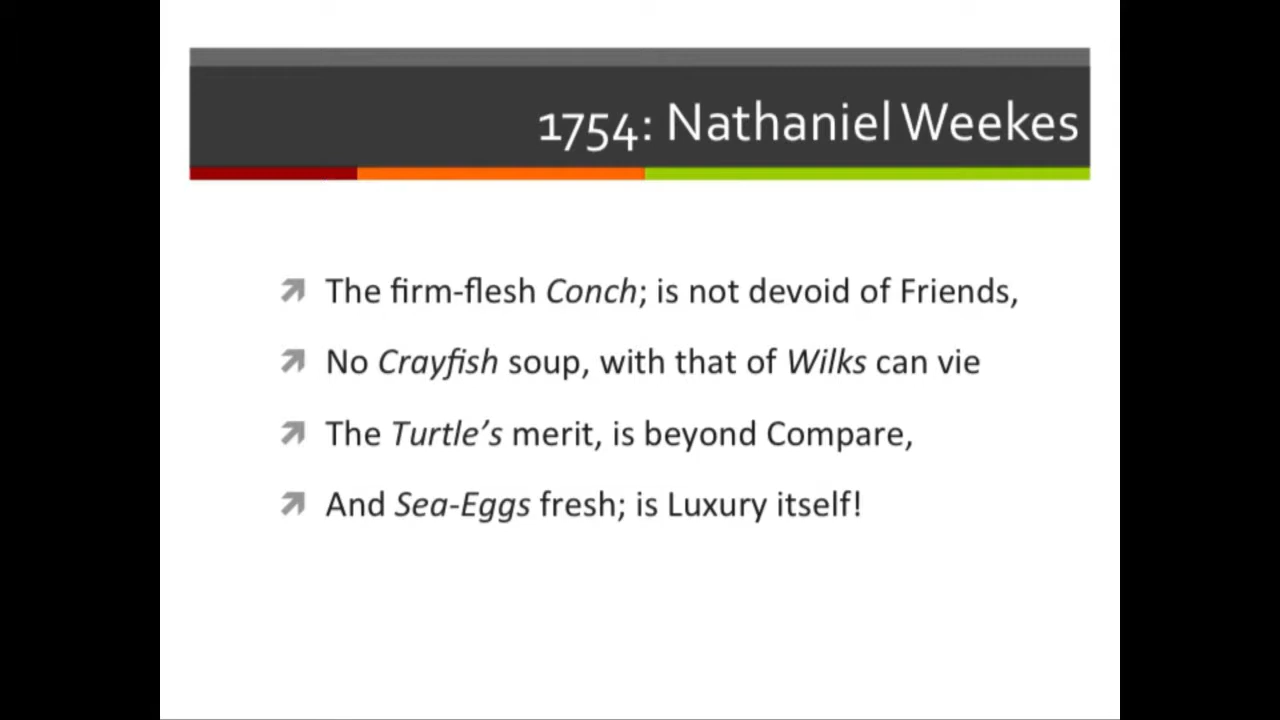 1754: Nathaniel Weekes
The firm-flesh Conch; is not devoid of Friends,
No Crayfish soup, with that of Wilks can vie
The Turtle’s merit, is beyond Compare,
And Sea-Eggs fresh; is Luxury itself!